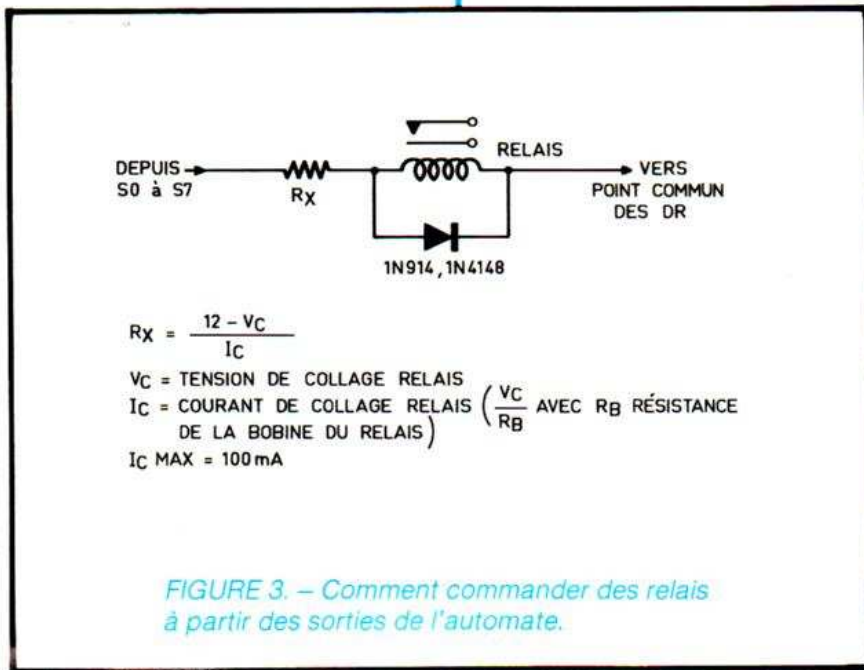 DEPUIS
S0 à S7
RX
RELAIS
VERS
POINT COMMUN
DES DR
1N914, 1N4148
RX = 12 - VC / IC
VC = TENSION DE COLLAGE RELAIS
IC = COURANT DE COLLAGE RELAIS (VC / RB AVEC RB RÉSISTANCE
DE LA BOBINE DU RELAIS)
IC MAX = 100mA
FIGURE 3. – Comment commander des relais
à partir des sorties de l'automate.